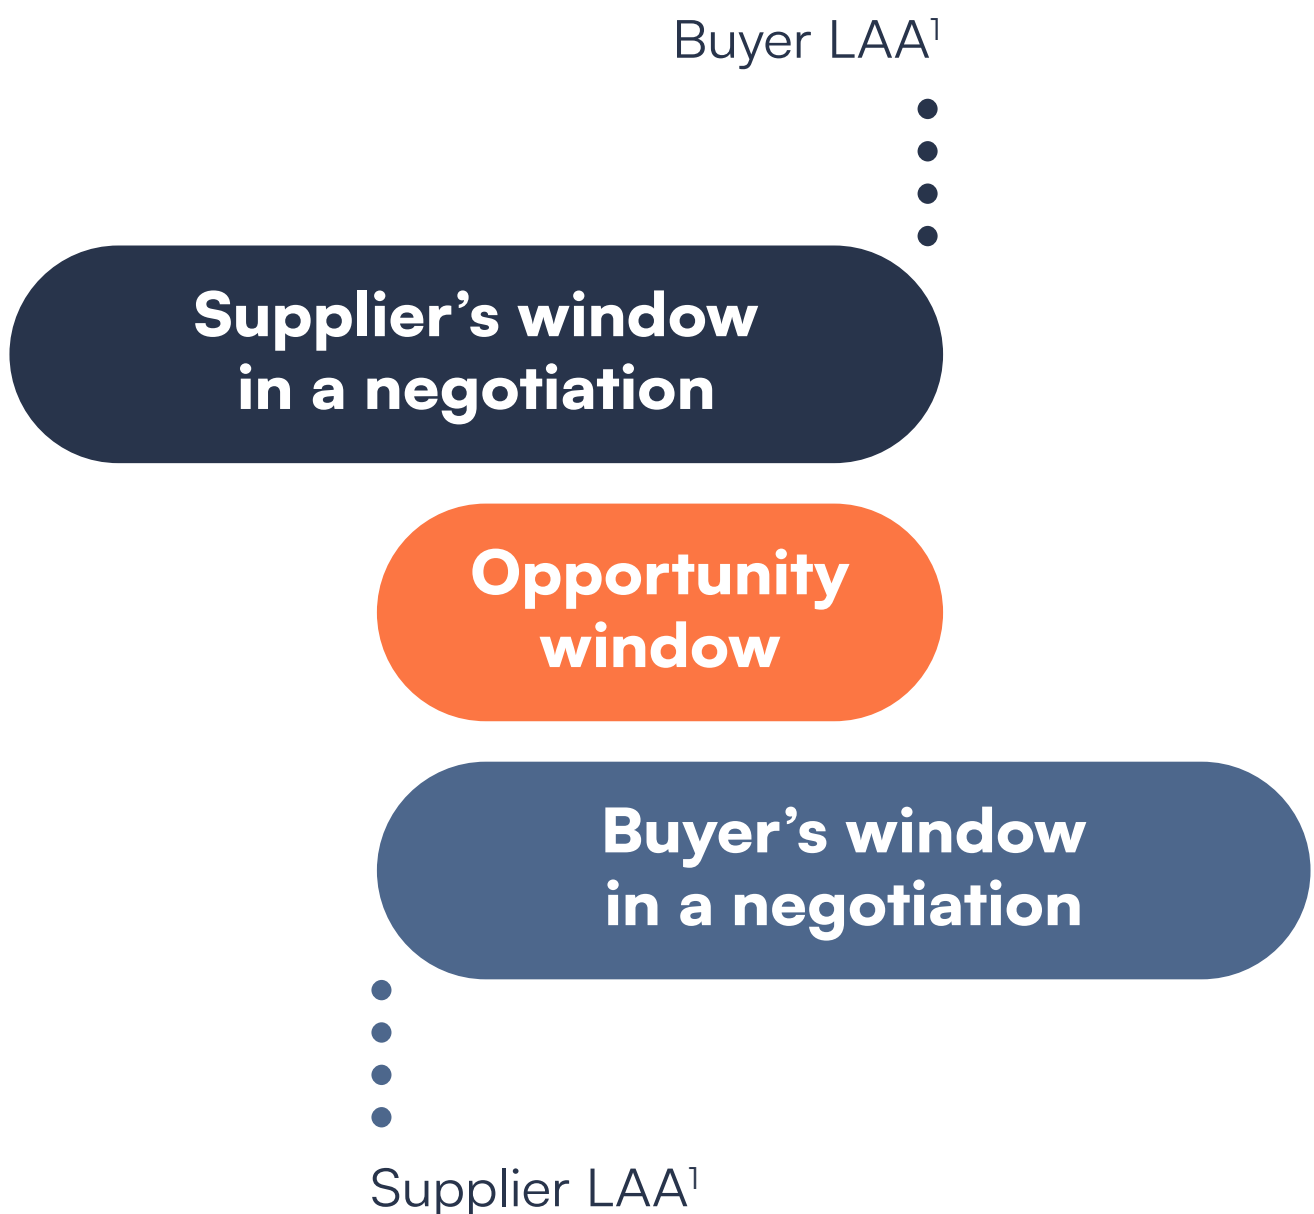 Buyer LAA¹
Supplier’s window
in a negotiation
Opportunity
window
Buyer’s window
in a negotiation
Supplier LAA¹